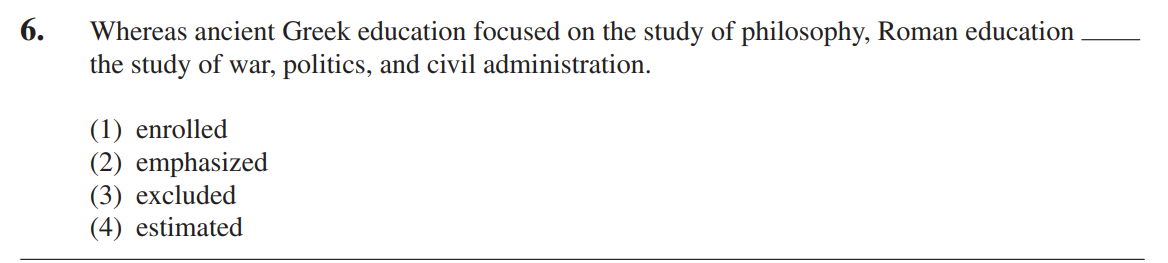 6. Whereas ancient Greek education focused on the study of philosophy, Roman education _____
the study of war, politics, and civil administration.
(1) enrolled
(2) emphasized
(3) excluded
(4) estimated